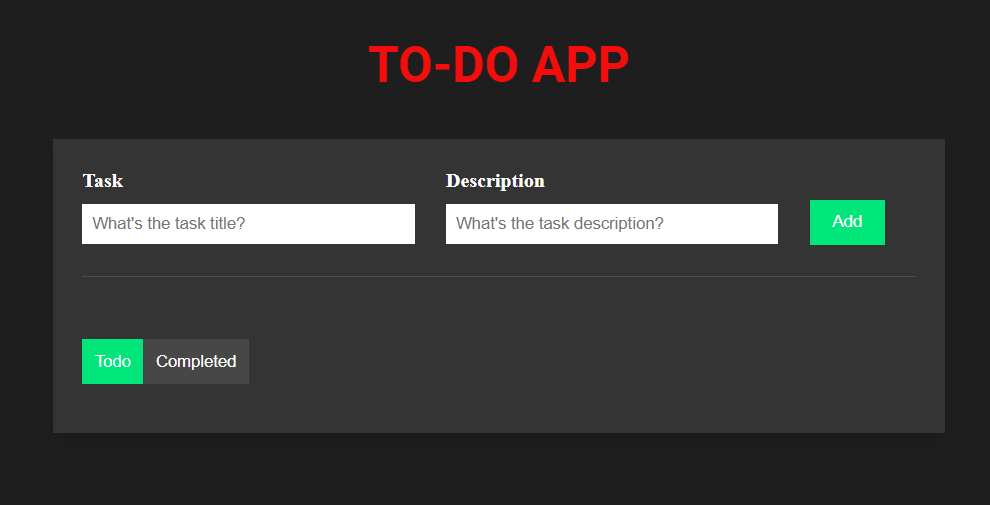 TO-DO APP
Task
Description
What's the task title?
What's the task description?
Add
Todo
Completed